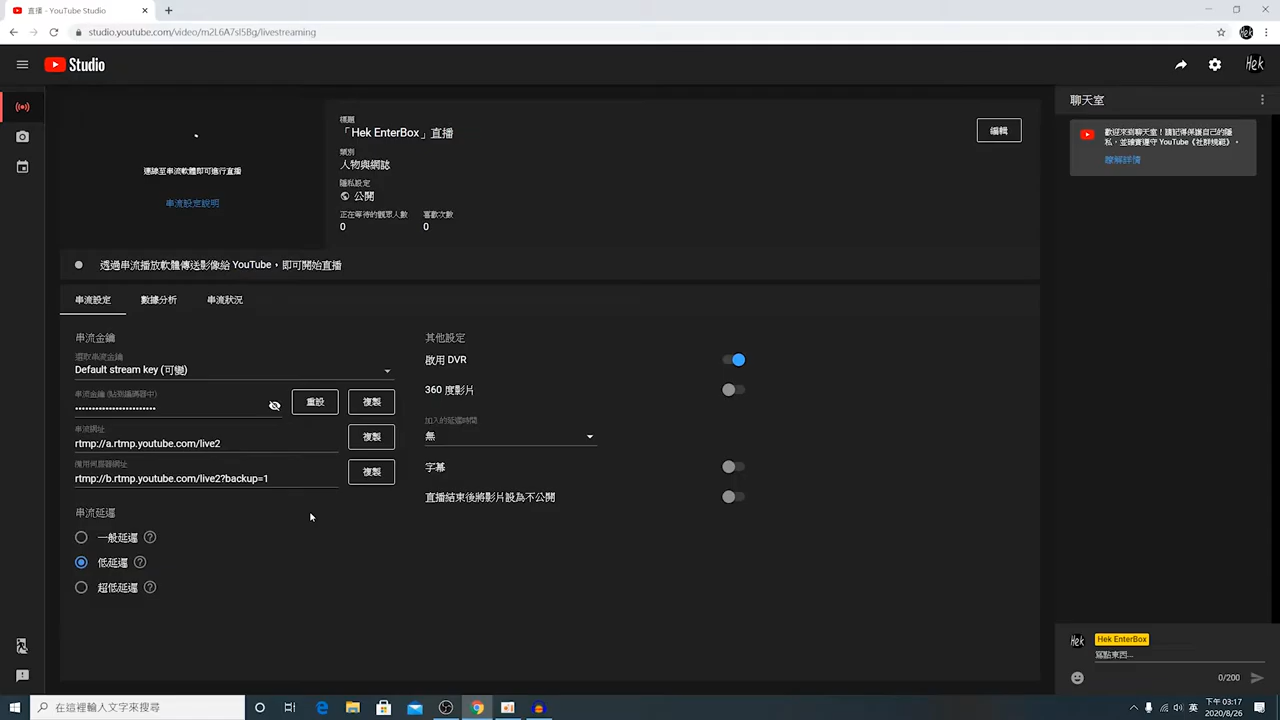 直播 - YouTube Studio
studio.youtube.com/video/m2L6A7sI5Bg/livestreaming
Hek
Studio
Hek
連線至串流軟體即可進行直播
串流設定說明
標題
「Hek EnterBox」直播
類別
人物與網誌
隱私設定
公開
正在等待的觀眾人數
喜歡次數
0
0
編輯
聊天室
歡迎來到聊天室！請記得保護自己的隱
私，並確實遵守 YouTube《社群規範》。
瞭解詳情
透過串流播放軟體傳送影像給 YouTube，即可開始直播
串流設定
數據分析
串流狀況
串流金鑰
選取串流金鑰
Default stream key (可變)
串流金鑰 (貼到編碼器中)
重設
複製
串流網址
rtmp://a.rtmp.youtube.com/live2
複製
備用伺服器網址
rtmp://b.rtmp.youtube.com/live2?backup=1
複製
串流延遲
一般延遲
低延遲
超低延遲
其他設定
啟用 DVR
360 度影片
加入的延遲時間
無
字幕
直播結束後將影片設為不公開
Hek
Hek EnterBox
寫點東西...
0/200
在這裡輸入文字來搜尋
英
下午 03:17
2020/8/26